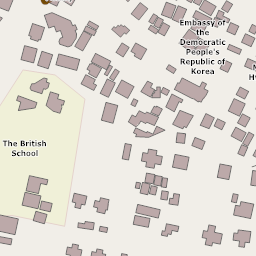 Embassy of
the
Democratic
People's
Republic of
Korea
The British
School